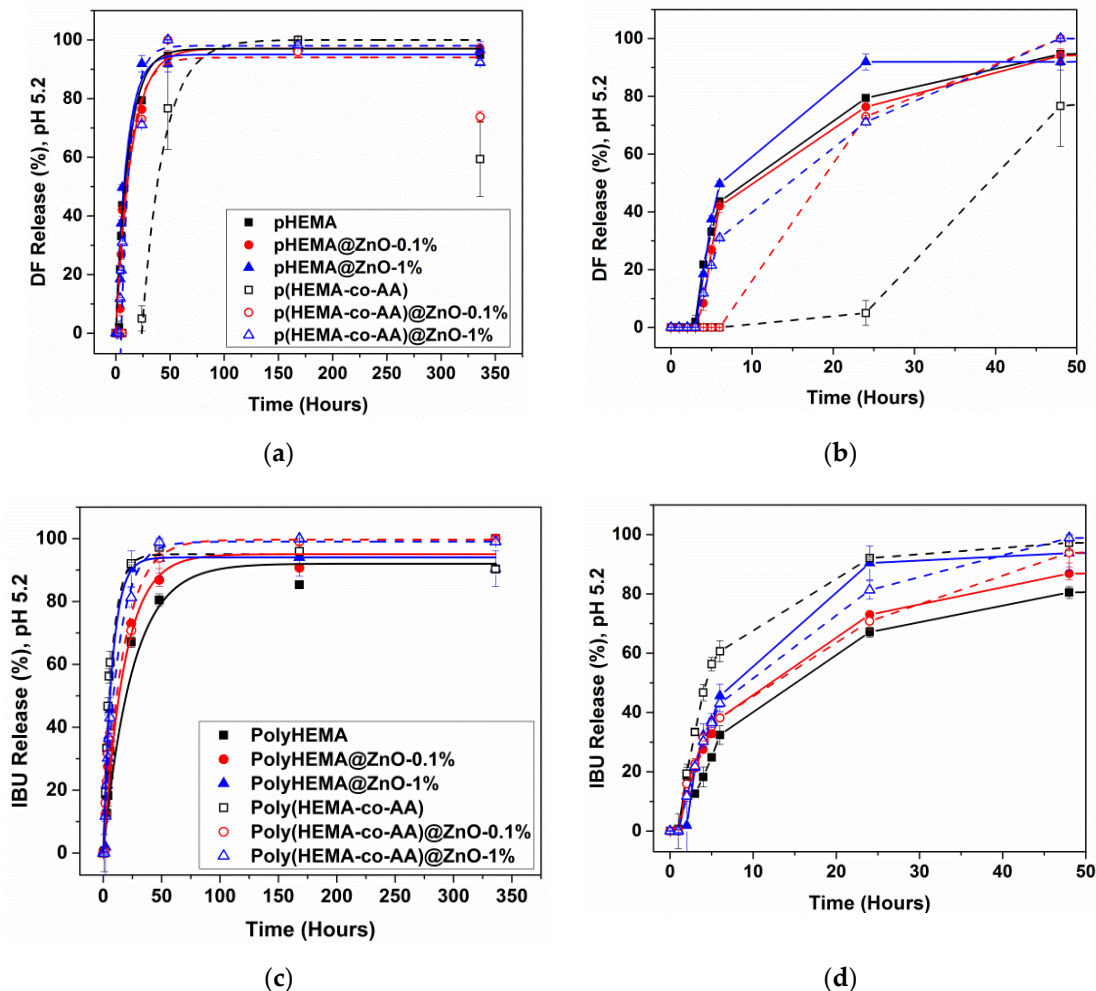 100
80
60
40
20
0
DF Release (%), pH 5.2
pHEMA
pHEMA@ZnO-0.1%
pHEMA@ZnO-1%
p(HEMA-co-AA)
p(HEMA-co-AA)@ZnO-0.1%
p(HEMA-co-AA)@ZnO-1%
0 50 100 150 200 250 300 350
Time (Hours)
(a)
100
80
60
40
20
0
DF Release (%), pH 5.2
0 10 20 30 40 50
Time (Hours)
(b)
100
80
60
40
20
0
IBU Release (%), pH 5.2
PolyHEMA
PolyHEMA@ZnO-0.1%
PolyHEMA@ZnO-1%
Poly(HEMA-co-AA)
Poly(HEMA-co-AA)@ZnO-0.1%
Poly(HEMA-co-AA)@ZnO-1%
0 50 100 150 200 250 300 350
Time (Hours)
(c)
100
80
60
40
20
0
IBU Release (%), pH 5.2
0 10 20 30 40 50
Time (Hours)
(d)